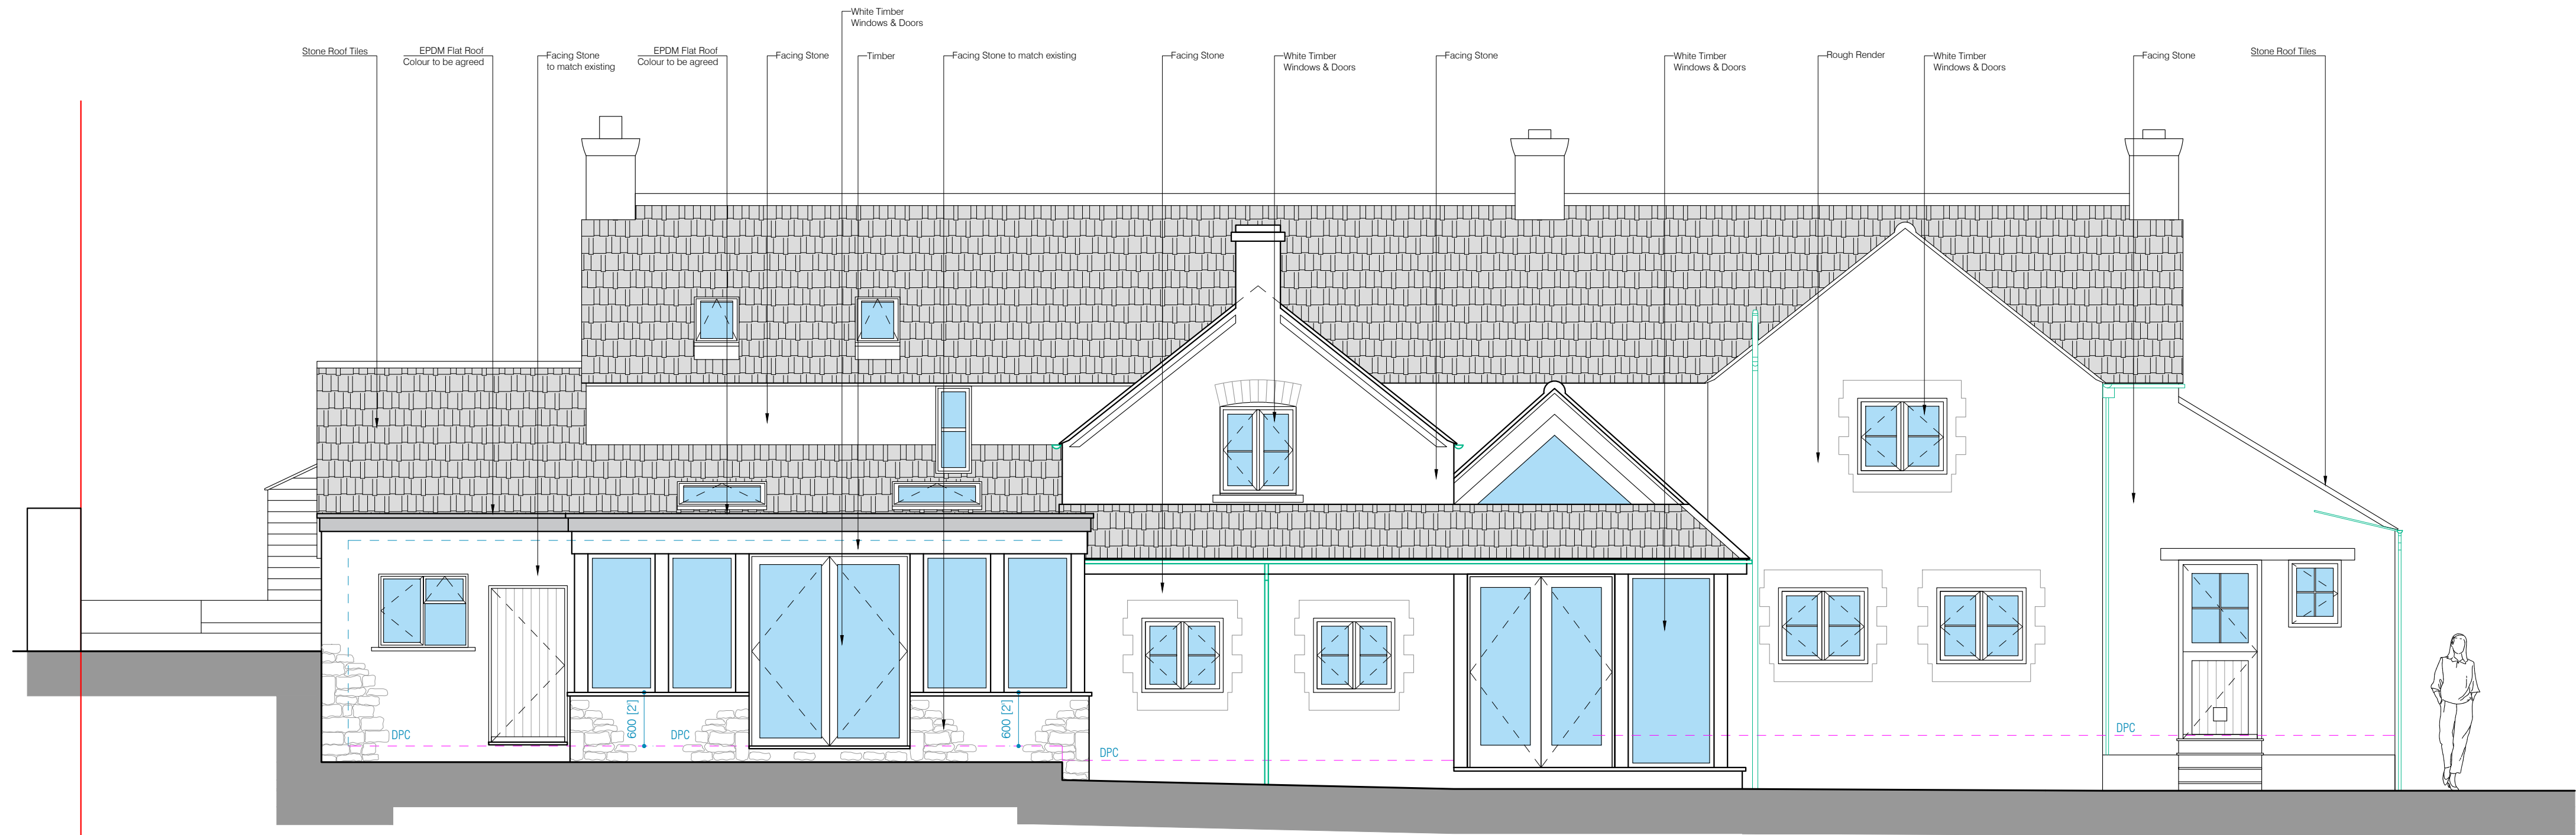 White Timber
Windows & Doors
Stone Roof Tiles
EPDM Flat Roof
Colour to be agreed
Facing Stone
to match existing
EPDM Flat Roof
Colour to be agreed
Facing Stone
Timber
Facing Stone to match existing
Facing Stone
White Timber
Windows & Doors
Facing Stone
White Timber
Windows & Doors
Rough Render
White Timber
Windows & Doors
Facing Stone
Stone Roof Tiles
600 [2']
600 [2']
DPC
DPC
DPC
DPC